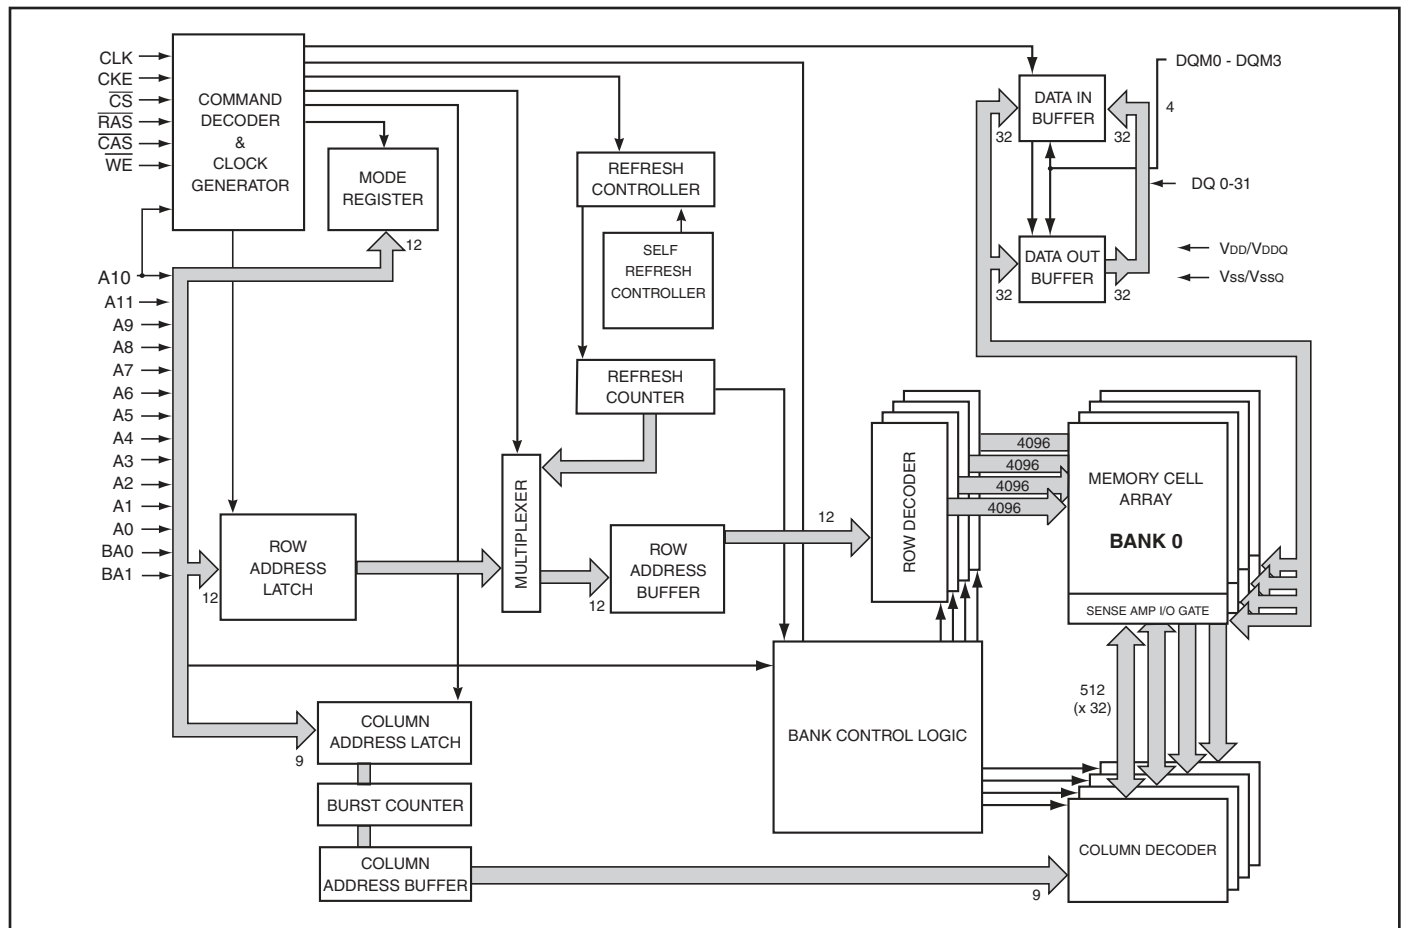 CLK
CKE
CS
RAS
CAS
WE
A10
A11
A9
A8
A7
A6
A5
A4
A3
A2
A1
A0
BA0
BA1
COMMAND
DECODER
&
CLOCK
GENERATOR
MODE
REGISTER
12
REFRESH
CONTROLLER
SELF
REFRESH
CONTROLLER
REFRESH
COUNTER
DATA IN
BUFFER
32
32
DQM0 - DQM3
4
DQ 0-31
DATA OUT
BUFFER
32
32
VDD/VDDQ
Vss/VssQ
ROW
ADDRESS
LATCH
12
MULTIPLEXER
12
ROW
ADDRESS
BUFFER
12
ROW DECODER
4096
4096
4096
4096
MEMORY CELL
ARRAY
BANK 0
SENSE AMP I/O GATE
512
(x 32)
BANK CONTROL LOGIC
COLUMN
ADDRESS LATCH
9
BURST COUNTER
COLUMN
ADDRESS BUFFER
9
COLUMN DECODER